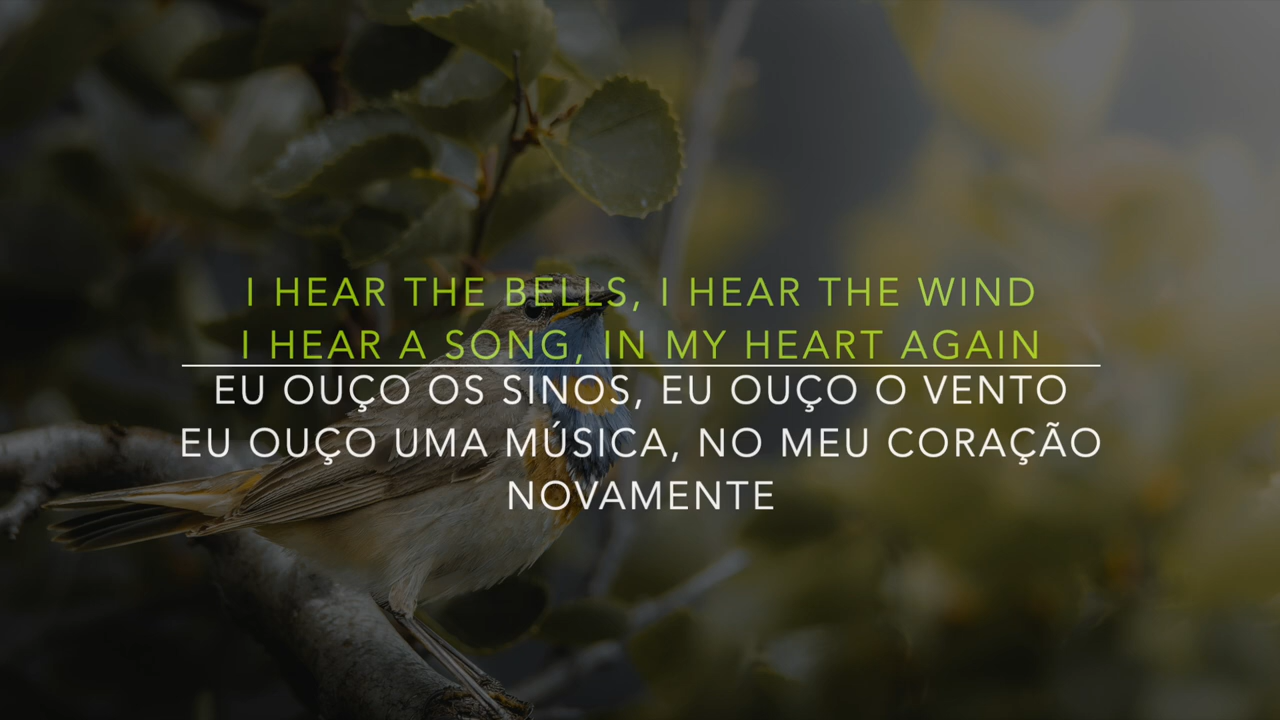 I HEAR THE BELLS, I HEAR THE WIND
I HEAR A SONG, IN MY HEART AGAIN
EU OUÇO OS SINOS, EU OUÇO O VENTO
EU OUÇO UMA MÚSICA, NO MEU CORAÇÃO
NOVAMENTE